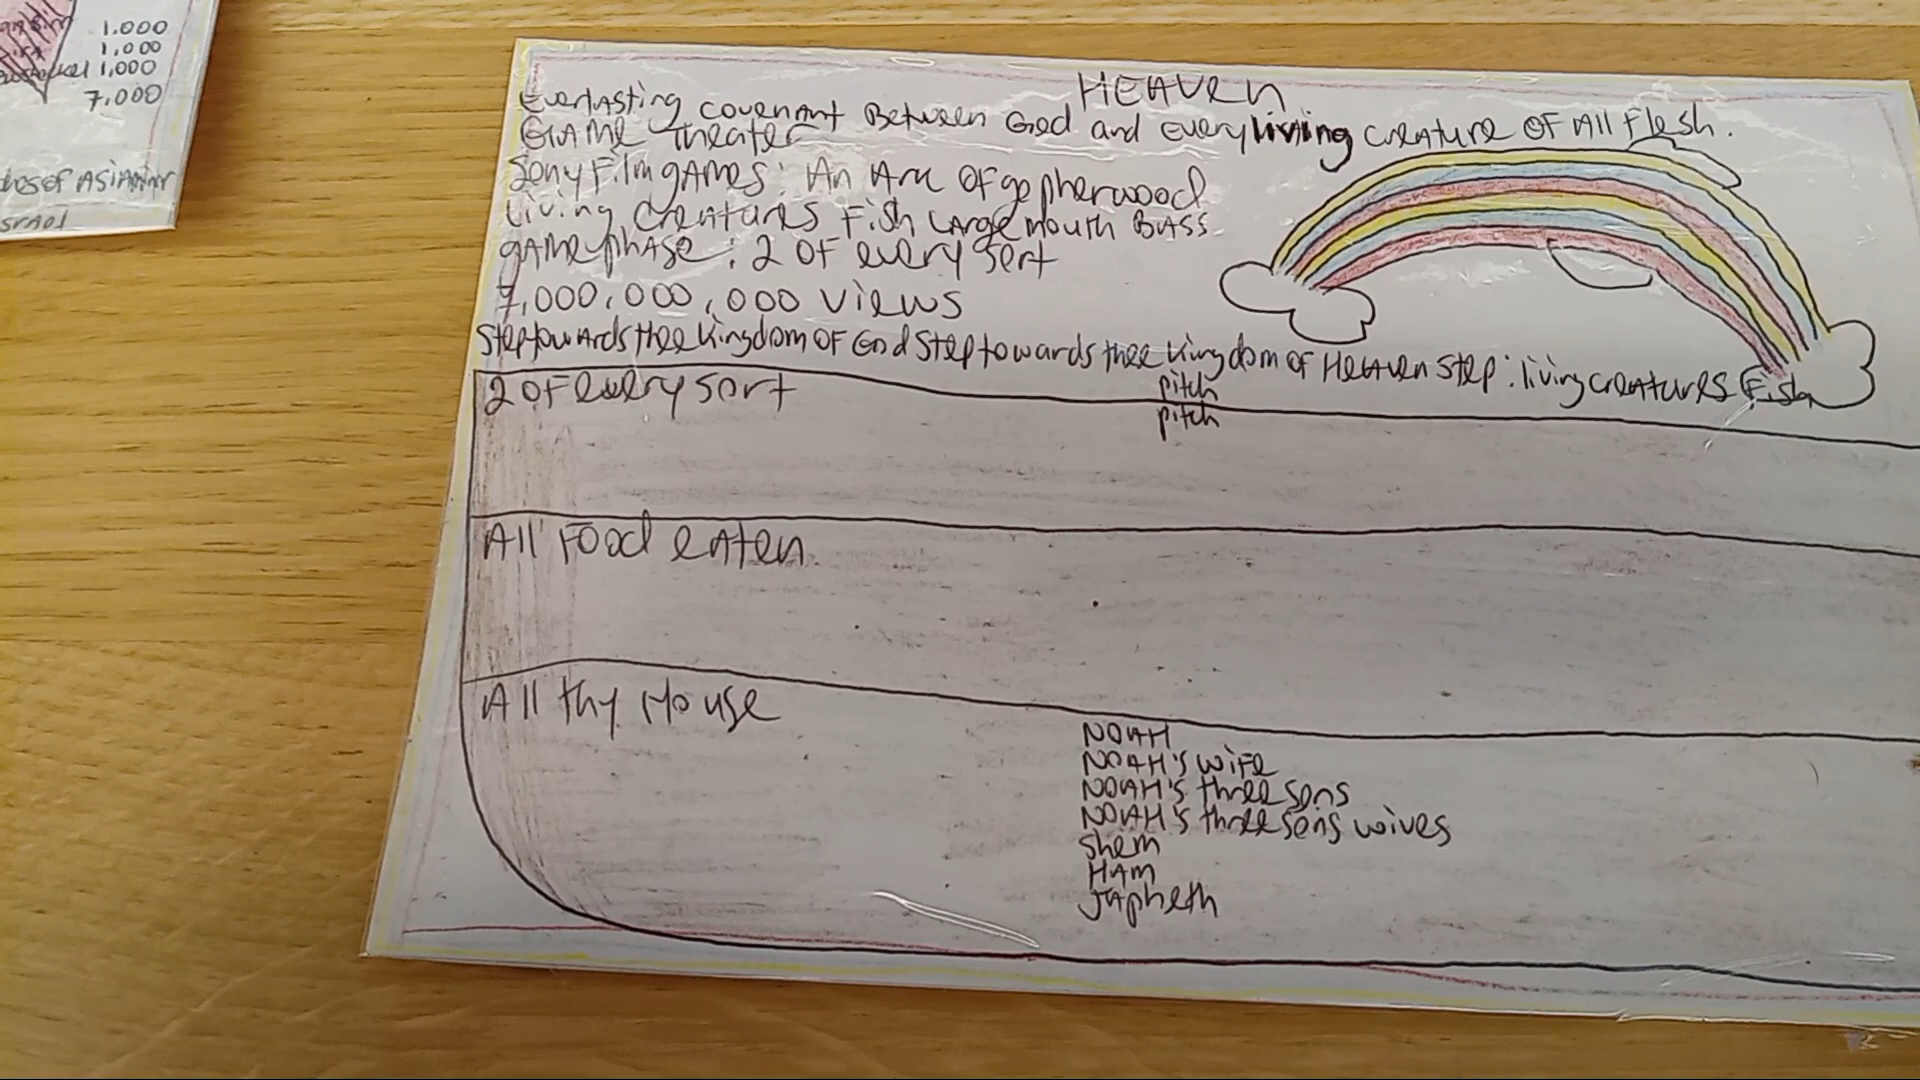 1.000
1,000
1,000
7,000
of ASIAminor
HEAVEN
Everlasting covenant Between God and every living creature OF All Flesh.
GAME Theater
Sony Film gAMES: An Ark OF gopherwood
Living CreAtures Fish LArgemouth BASS
gAME phase: 2 OF every Sort
7,000,000,000 Views
Step towards thee Kingdom OF God Step towards thee Kingdom of HeAven Step: living creAtures Fish
2 OF every Sort
pitch
pitch
All Food eAten
All thy House
NOAH
NOAH'S WiFe
NOAH'S three sons
NOAH'S three sons wives
Shem
HAm
JApheth